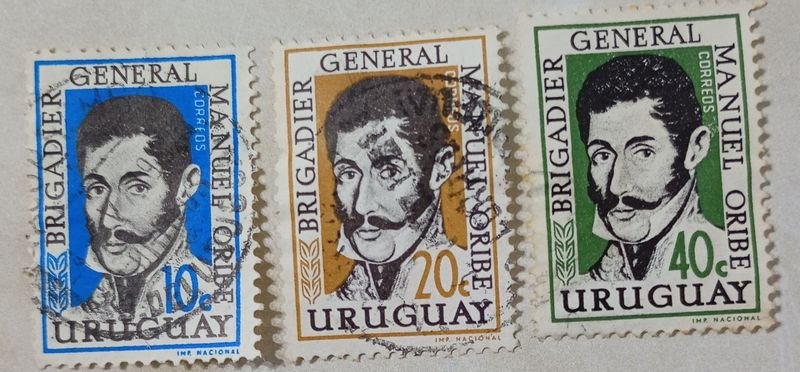 BRIGADIER
GENERAL
MANUEL ORIBE
CORREOS
10c
URUGUAY
IMP. NACIONAL
BRIGADIER
GENERAL
MANUEL ORIBE
CORREOS
20c
URUGUAY
IMP. NACIONAL
BRIGADIER
GENERAL
MANUEL ORIBE
CORREOS
40c
URUGUAY
IMP. NACIONAL